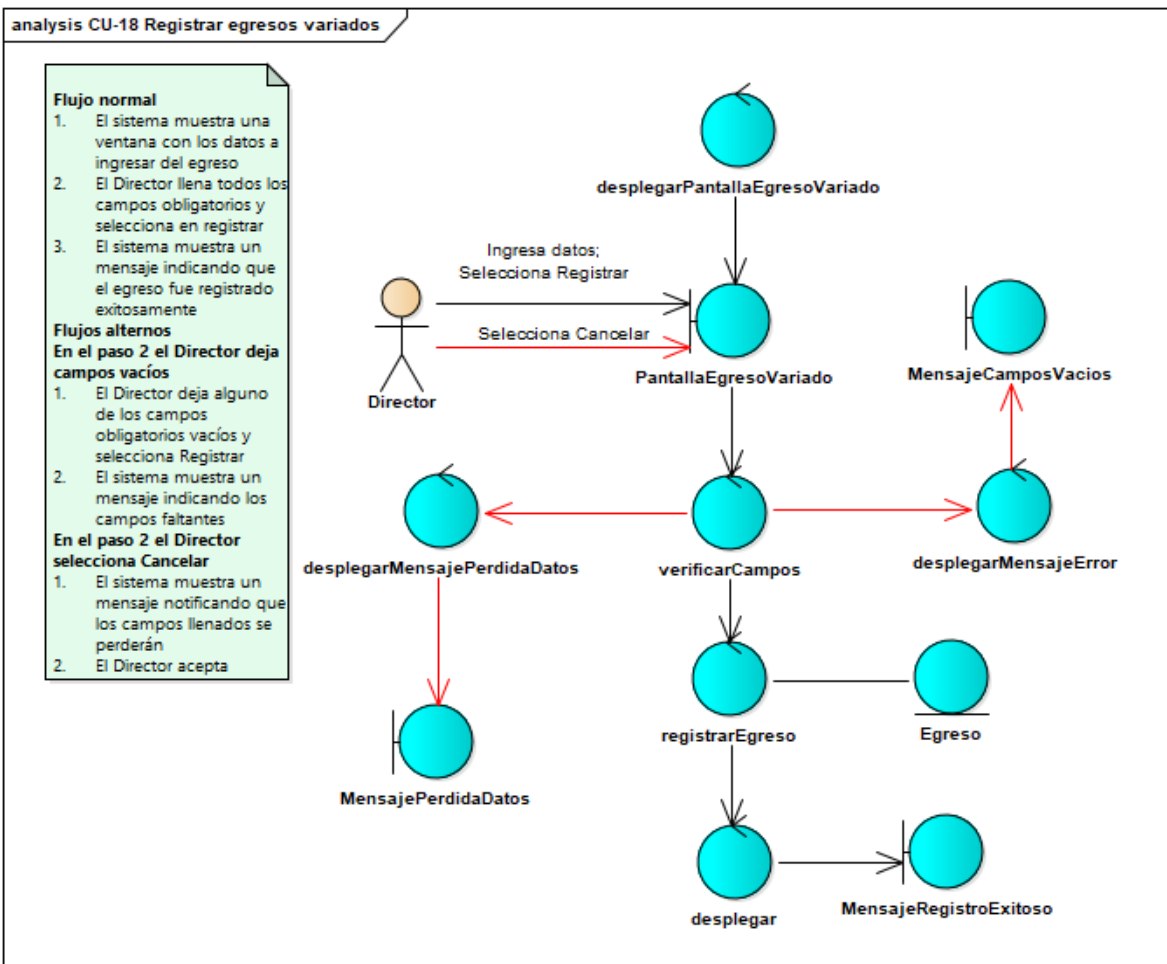 analysis CU-18 Registrar egresos variados
Flujo normal
1. El sistema muestra una
ventana con los datos a
ingresar del egreso
2. El Director llena todos los
campos obligatorios y
selecciona en registrar
3. El sistema muestra un
mensaje indicando que
el egreso fue registrado
exitosamente
Flujos alternos
En el paso 2 el Director deja
campos vacíos
1. El Director deja alguno
de los campos
obligatorios vacíos y
selecciona Registrar
2. El sistema muestra un
mensaje indicando los
campos faltantes
En el paso 2 el Director
selecciona Cancelar
1. El sistema muestra un
mensaje notificando que
los campos llenados se
perderán
2. El Director acepta
desplegarPantallaEgresoVariado
Ingresa datos;
Selecciona Registrar
Selecciona Cancelar
Director
PantallaEgresoVariado
MensajeCamposVacios
desplegarMensajePerdidaDatos
verificarCampos
desplegarMensajeError
registrarEgreso
Egreso
MensajePerdidaDatos
desplegar
MensajeRegistroExitoso